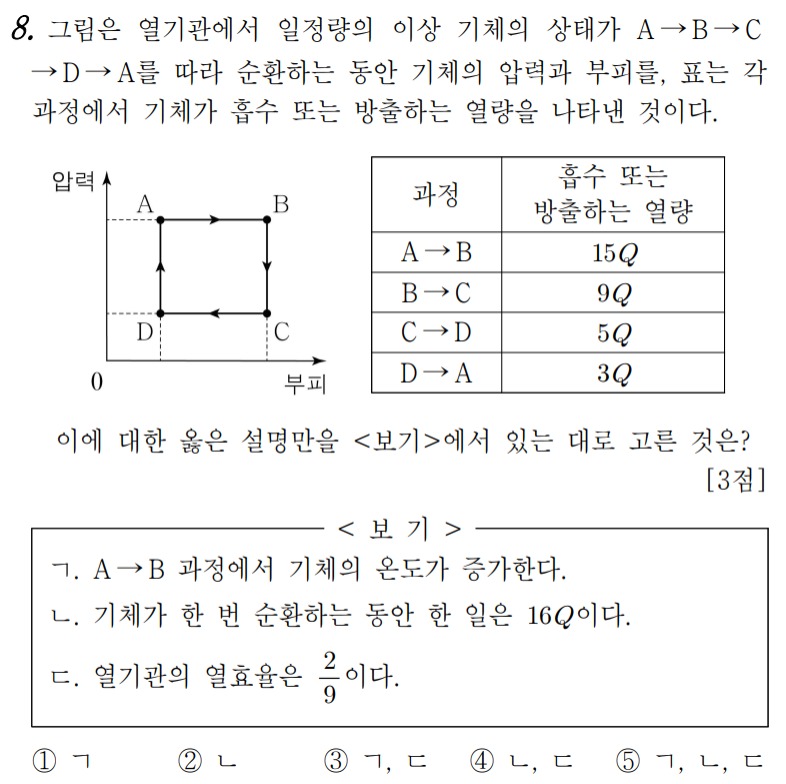 8. 그림은 열기관에서 일정량의 이상 기체의 상태가 A→B→C
→D→A를 따라 순환하는 동안 기체의 압력과 부피를, 표는 각
과정에서 기체가 흡수 또는 방출하는 열량을 나타낸 것이다.
압력
A
B
D
C
0
부피
과정
흡수 또는
방출하는 열량
A→B 15Q
B→C 9Q
C→D 5Q
D→A 3Q
이에 대한 옳은 설명만을 <보기>에서 있는 대로 고른 것은?
[3점]
< 보 기 >
ㄱ. A→B 과정에서 기체의 온도가 증가한다.
ㄴ. 기체가 한 번 순환하는 동안 한 일은 16Q이다.
ㄷ. 열기관의 열효율은 2/9이다.
① ㄱ ② ㄴ ③ ㄱ, ㄷ ④ ㄴ, ㄷ ⑤ ㄱ, ㄴ, ㄷ